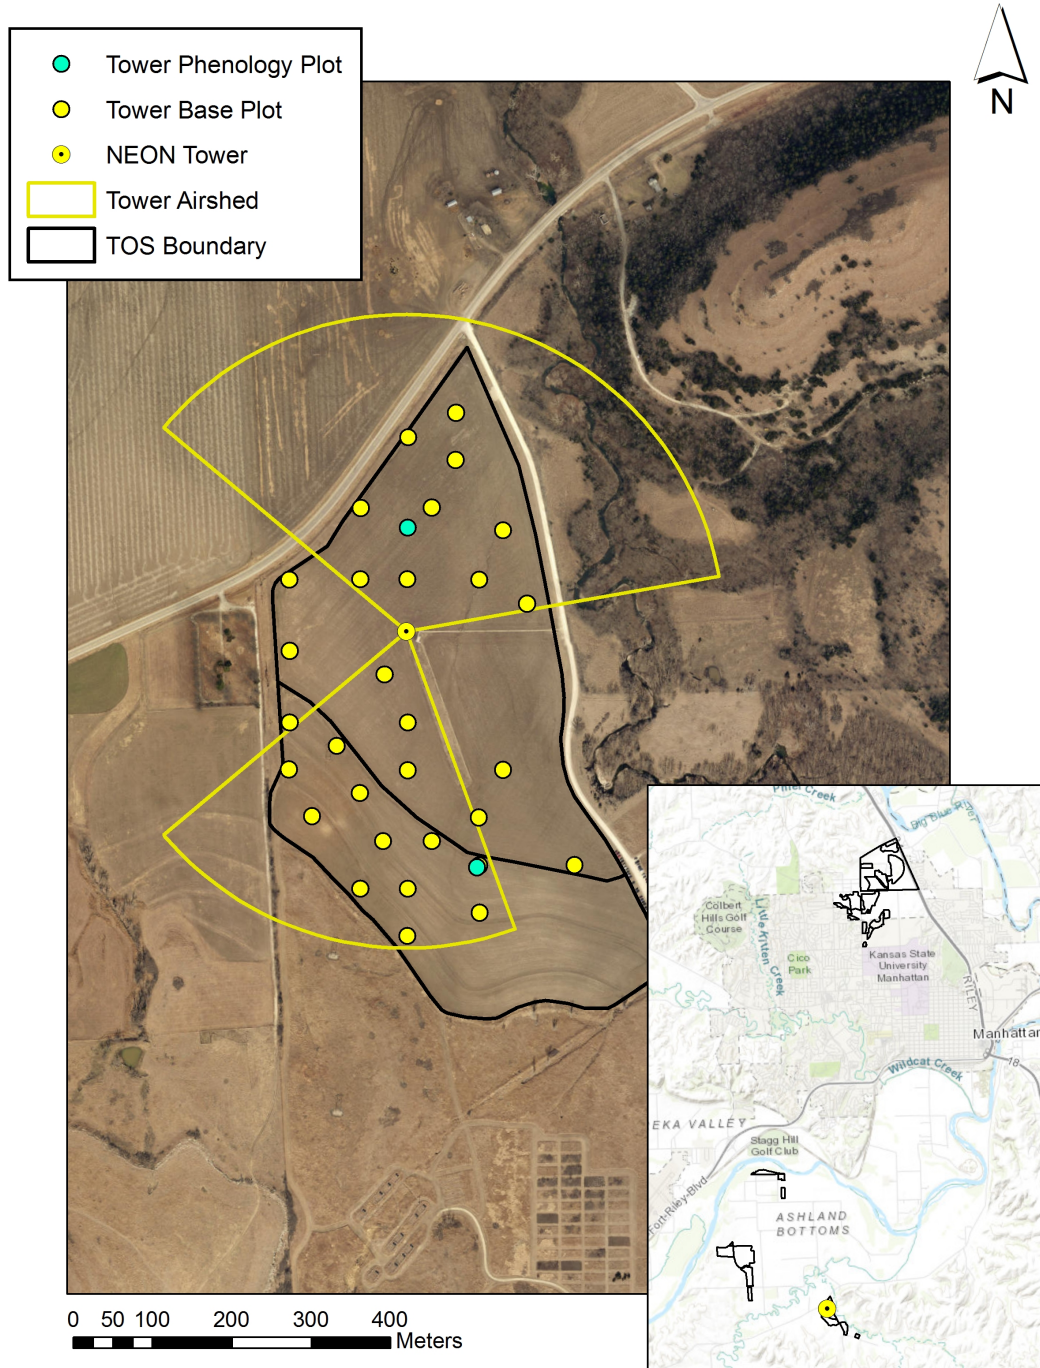 Tower Phenology Plot
Tower Base Plot
NEON Tower
Tower Airshed
TOS Boundary
N
Creek
Big Blue River
Colbert
Hills Golf
Course
Little Kitten Creek
Cico
Park
Kansas State
University
Manhattan
RILEY
Manhattan
Wildcat Creek
18
EKA VALLEY
Stagg Hill
Golf Club
Fort-Riley-Blvd
ASHLAND
BOTTOMS
0 50 100 200 300 400
Meters